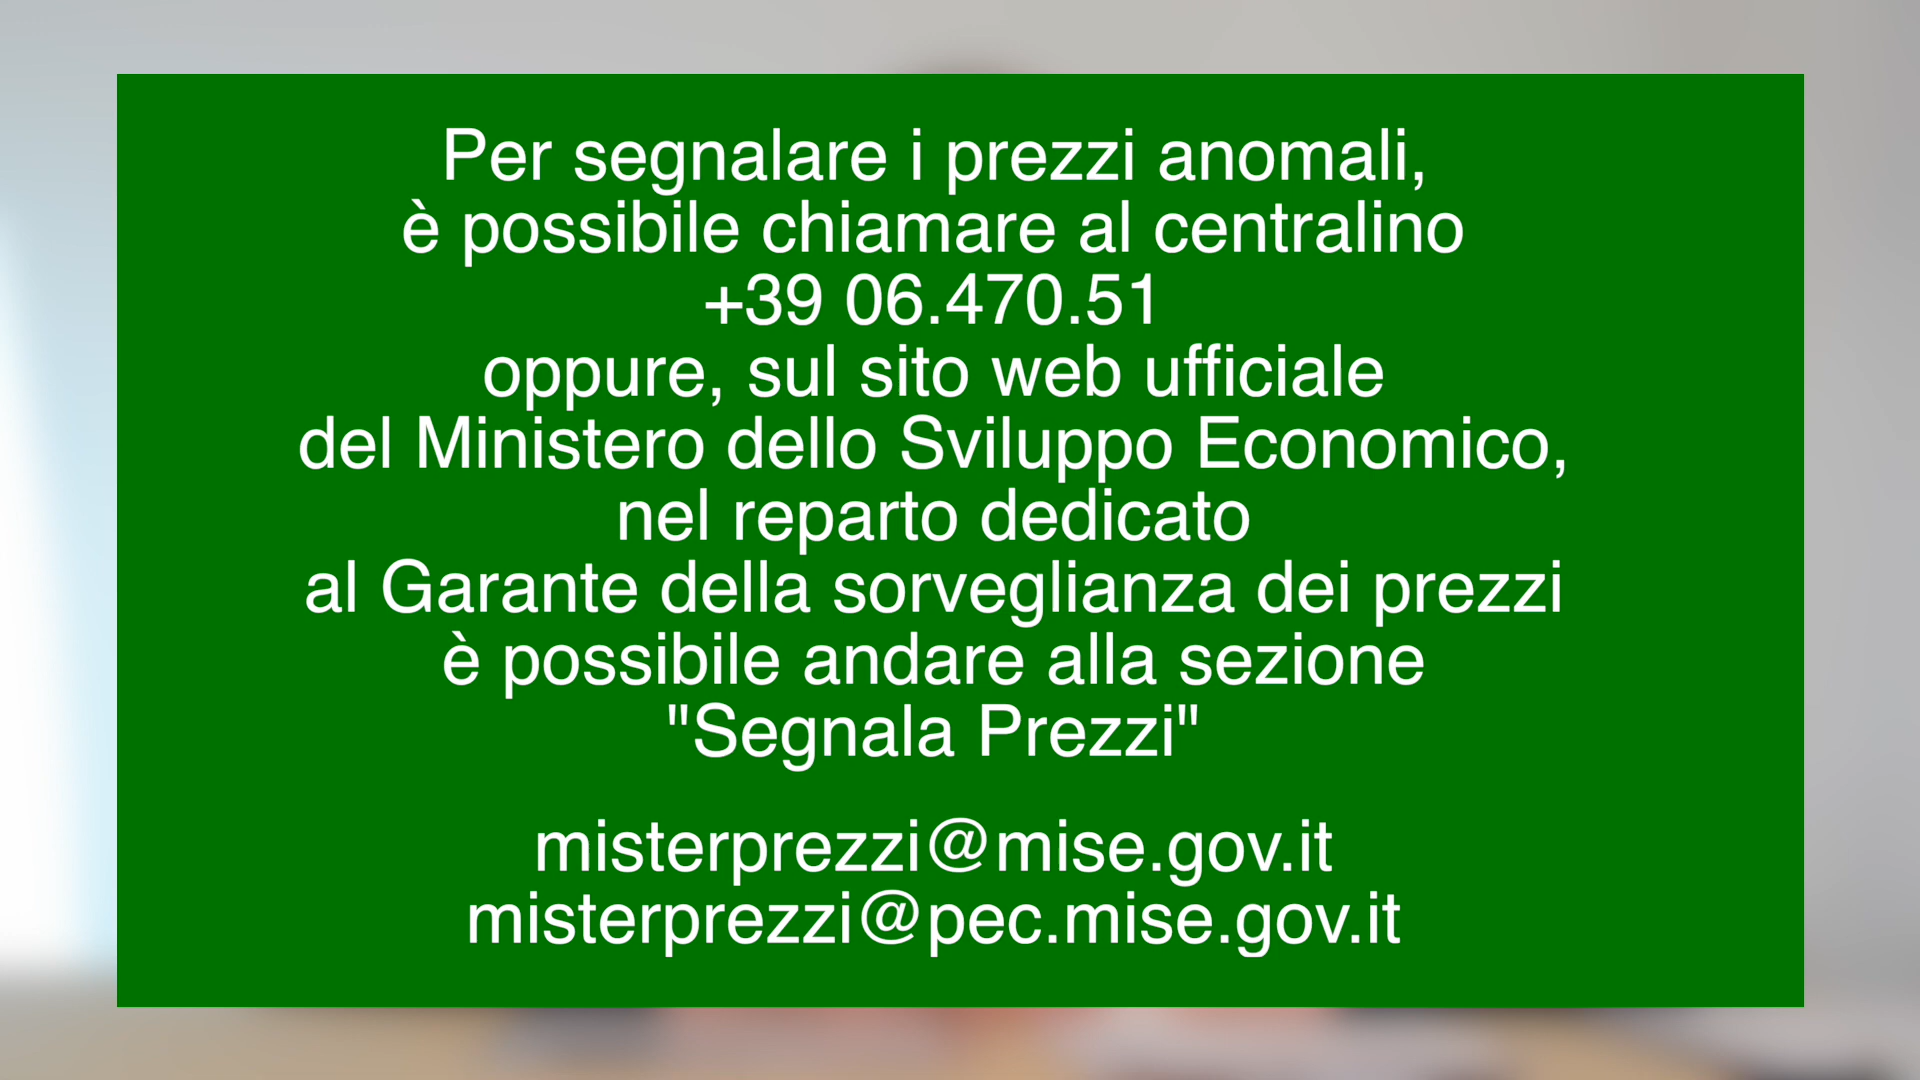 Per segnalare i prezzi anomali,
è possibile chiamare al centralino
+39 06.470.51
oppure, sul sito web ufficiale
del Ministero dello Sviluppo Economico,
nel reparto dedicato
al Garante della sorveglianza dei prezzi
è possibile andare alla sezione
"Segnala Prezzi"
misterprezzi@mise.gov.it
misterprezzi@pec.mise.gov.it